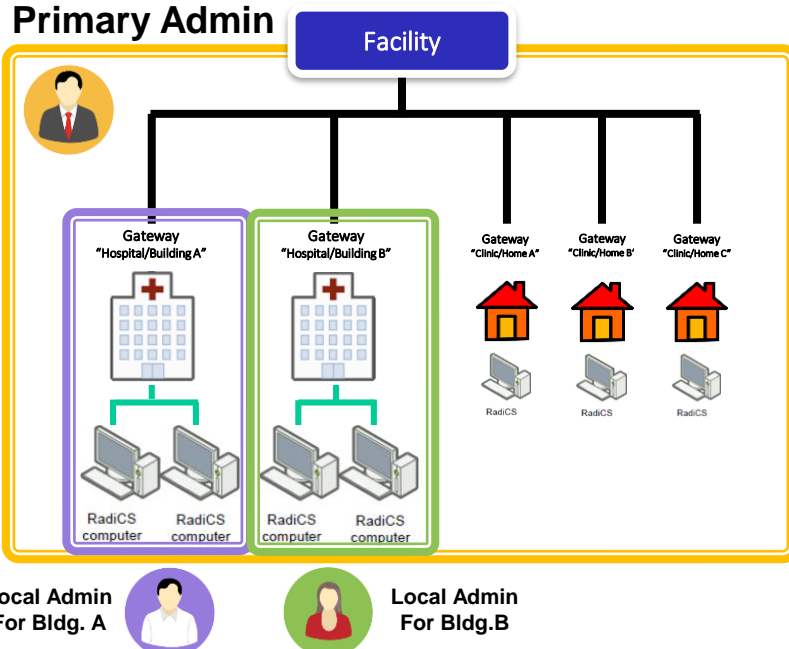 Primary Admin
Facility
Gateway
"Hospital/Building A"
Gateway
"Hospital/Building B"
Gateway
"Clinic/Home A"
Gateway
"Clinic/Home B'
Gateway
"Clinic/Home C"
RadiCS
RadiCS
RadiCS
RadiCS
computer
RadiCS
computer
RadiCS
computer
RadiCS
computer
ocal Admin
For Bldg. A
Local Admin
For Bldg.B